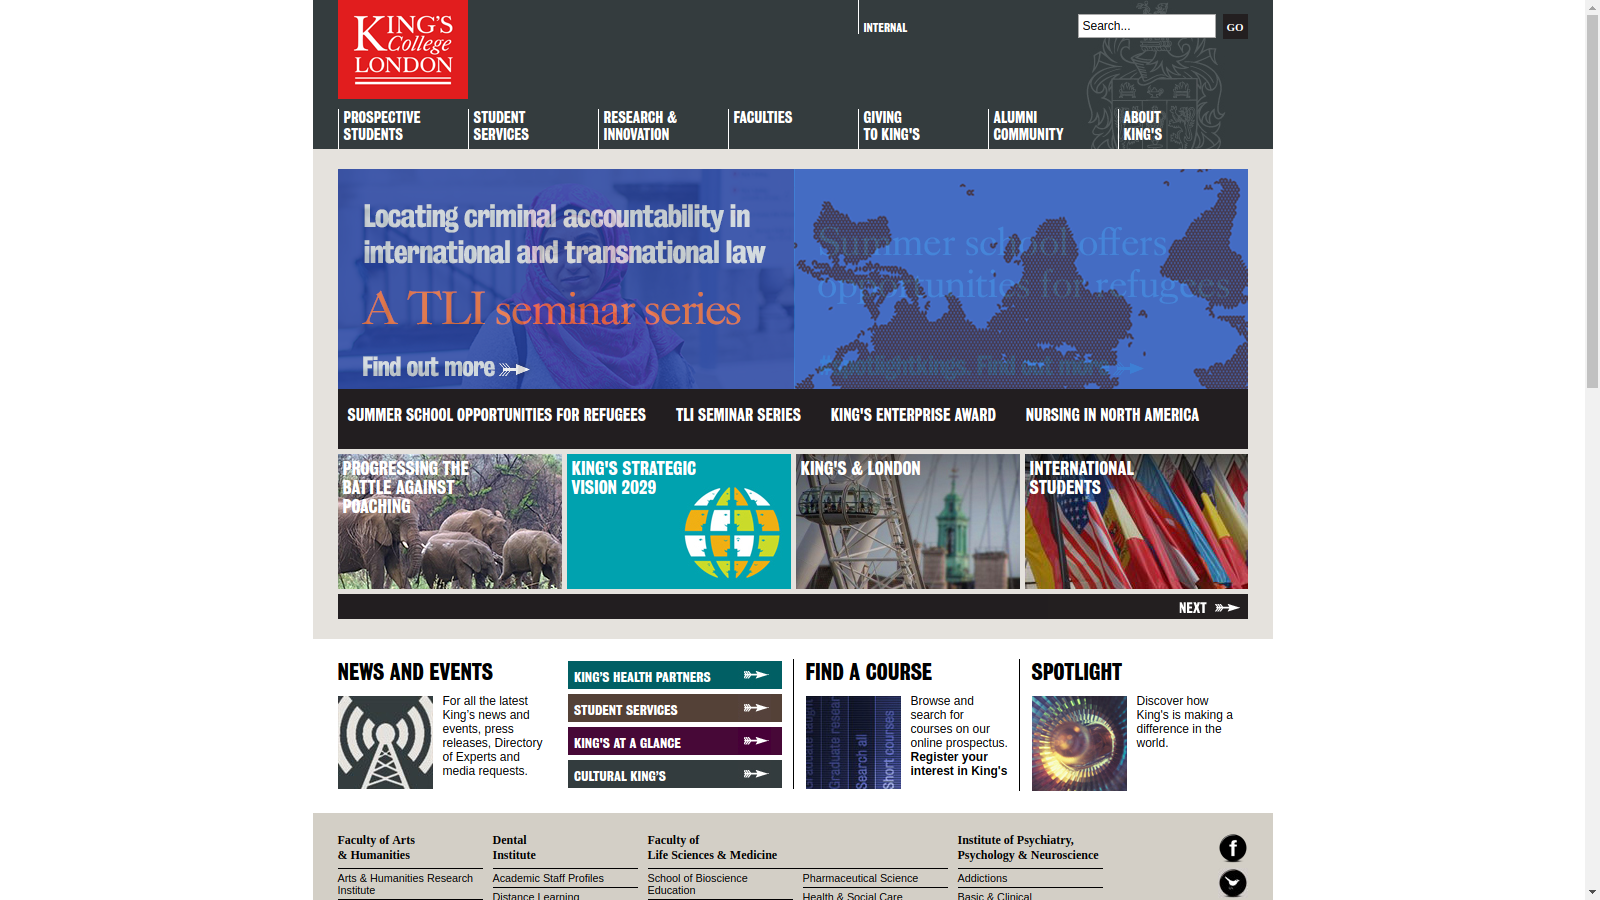 KING'S
College
LONDON
INTERNAL
Search...
GO
PROSPECTIVE
STUDENTS
STUDENT
SERVICES
RESEARCH &
INNOVATION
FACULTIES
GIVING
TO KING'S
ALUMNI
COMMUNITY
ABOUT
KING'S
Locating criminal accountability in
international and transnational law
A TLI seminar series
Find out more
Summer school offers
opportunities for refugees
SUMMER SCHOOL OPPORTUNITIES FOR REFUGEES
TLI SEMINAR SERIES
KING'S ENTERPRISE AWARD
NURSING IN NORTH AMERICA
PROGRESSING THE
BATTLE AGAINST
POACHING
KING'S STRATEGIC
VISION 2029
KING'S & LONDON
INTERNATIONAL
STUDENTS
NEXT
NEWS AND EVENTS
For all the latest
King's news and
events, press
releases, Directory
of Experts and
media requests.
KING'S HEALTH PARTNERS
STUDENT SERVICES
KING'S AT A GLANCE
CULTURAL KING'S
FIND A COURSE
Graduate resear
Search all
Short courses
Browse and
search for
courses on our
online prospectus.
Register your
interest in King's
SPOTLIGHT
Discover how
King's is making a
difference in the
world.
Faculty of Arts
& Humanities
Arts & Humanities Research
Institute
Dental
Institute
Academic Staff Profiles
Distance Learning
Faculty of
Life Sciences & Medicine
School of Bioscience
Education
Pharmaceutical Science
Health & Social Care
Institute of Psychiatry,
Psychology & Neuroscience
Addictions
Basic & Clinical